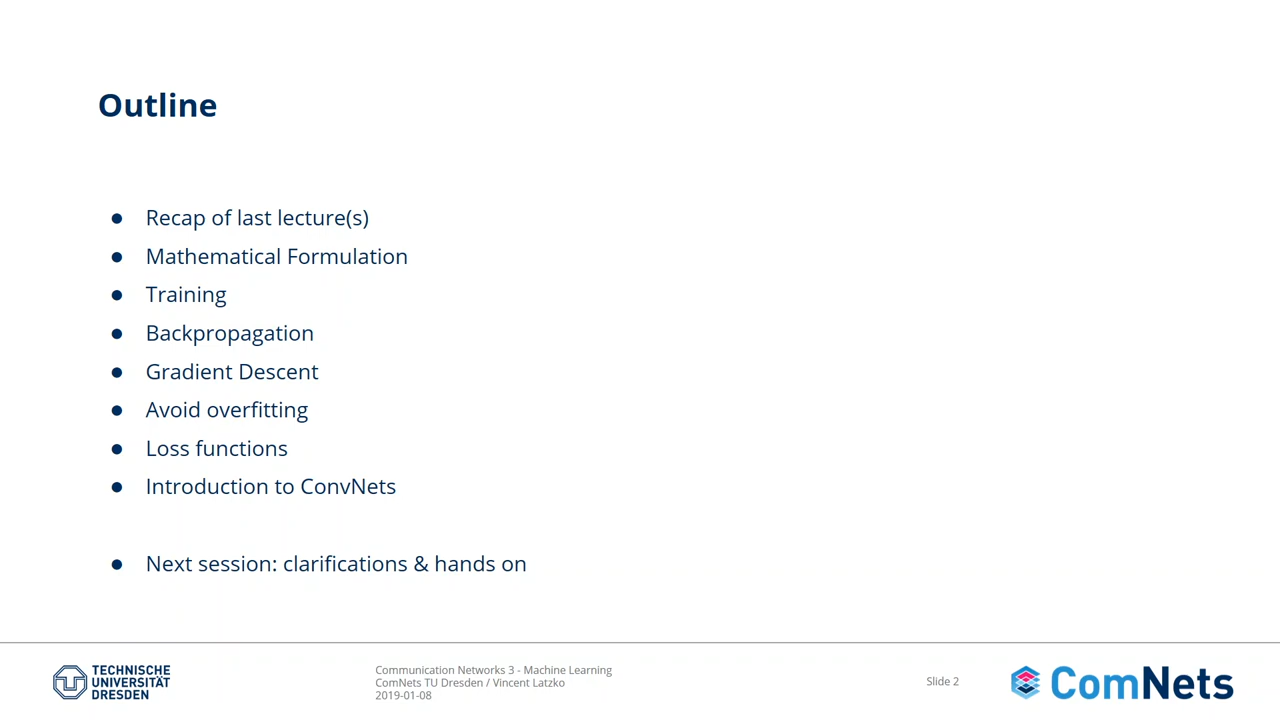 Outline
● Recap of last lecture(s)
● Mathematical Formulation
● Training
● Backpropagation
● Gradient Descent
● Avoid overfitting
● Loss functions
● Introduction to ConvNets
● Next session: clarifications & hands on
TECHNISCHE
UNIVERSITÄT
DRESDEN
Communication Networks 3 - Machine Learning
ComNets TU Dresden / Vincent Latzko
2019-01-08
Slide 2
ComNets